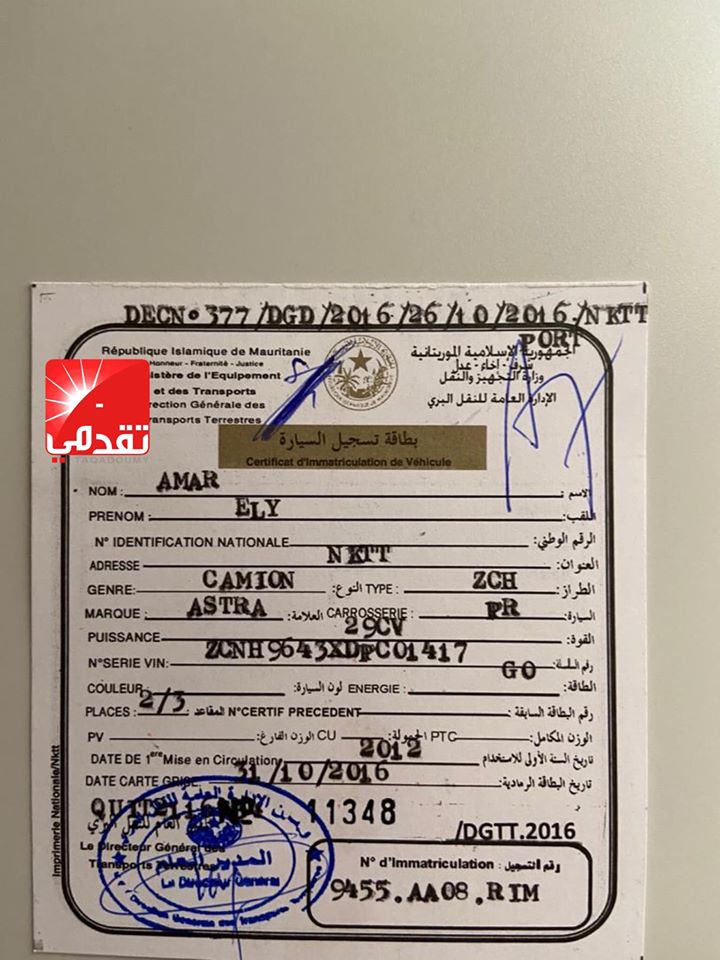 DECN° 377/DGD/2016/26/10/2016/NKTT
PORT
République Islamique de Mauritanie
Honneur - Fraternité - Justice
Ministère de l'Equipement
et des Transports
Direction Générale des
Transports Terrestres
الجمهورية الإسلامية الموريتانية
شرف - إخاء - عدل
وزارة التجهيز والنقل
الإدارة العامة للنقل البري
تقدمي
TAQADOUMY
بطاقة تسجيل السيارة
Certificat d'Immatriculation de Véhicule
NOM : AMAR الاسم :
PRENOM : ELY اللقب:
N° IDENTIFICATION NATIONALE الرقم الوطني:
ADRESSE NKTT العنوان:
GENRE: CAMION النوع: TYPE : ZCH الطراز:
MARQUE : ASTRA العلامة: CARROSSERIE : PR السيارة:
PUISSANCE 29CV القوة:
N°SERIE VIN: ZCNH9643XDPC01417 رقم السلسلة:
COULEUR لون السيارة: ENERGIE : GO الطاقة:
PLACES : 2/3 المقاعد : N°CERTIF PRECEDENT رقم البطاقة السابقة :
PV الوزن الفارغ: CU الحمولة: PTC الوزن المكامل:
DATE DE 1ere Mise en Circulation 2012 تاريخ السنة الأولى للاستخدام
DATE CARTE GRISE 31/10/2016 تاريخ البطاقة الرمادية:
N° 11348
/DGTT.2016
Le Directeur Général des
Transports Terrestres
المدير العام
Le Directeur Général
N° d'Immatriculation : رقم التسجيل :
9455.AA08.RIM
Imprimerie Nationale/Nktt